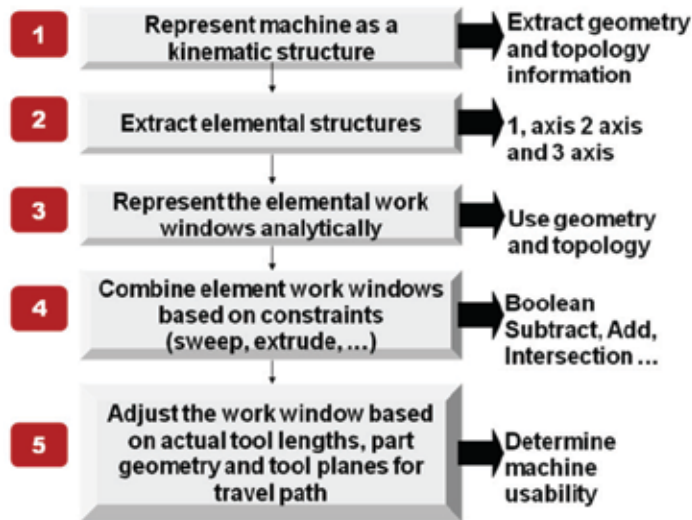 1
Represent machine as a
kinematic structure
Extract geometry
and topology
information
2
Extract elemental structures
1, axis 2 axis
and 3 axis
3
Represent the elemental work
windows analytically
Use geometry
and topology
4
Combine element work windows
based on constraints
(sweep, extrude, ...)
Boolean
Subtract, Add,
Intersection ...
5
Adjust the work window based
on actual tool lengths, part
geometry and tool planes for
travel path
Determine
machine
usability